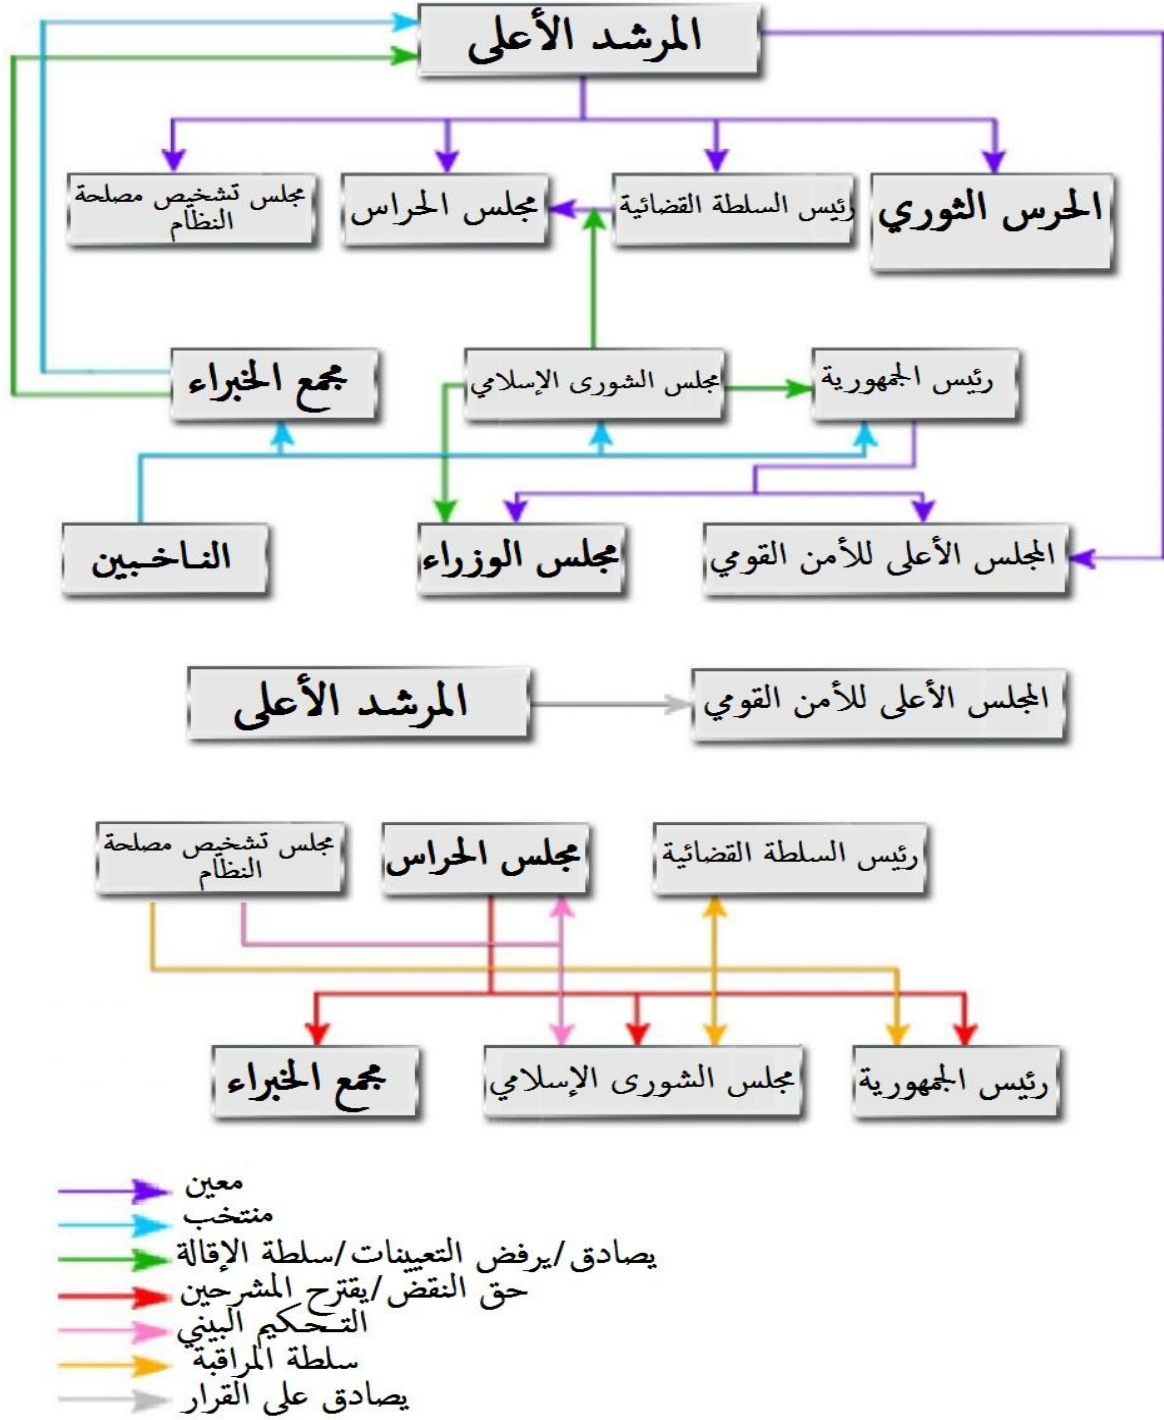 المرشد الأعلى
الحرس الثوري
رئيس السلطة القضائية
مجلس الحراس
مجلس تشخيص مصلحة
النظام
رئيس الجمهورية
مجلس الشورى الإسلامي
مجمع الخبراء
المجلس الأعلى للأمن القومي
مجلس الوزراء
الناخبين
المجلس الأعلى للأمن القومي
المرشد الأعلى
رئيس السلطة القضائية
مجلس الحراس
مجلس تشخيص مصلحة
النظام
رئيس الجمهورية
مجلس الشورى الإسلامي
مجمع الخبراء
معين
منتخب
يصادق/يرفض التعيينات/سلطة الإقالة
حق النقض/يقترح المشرحين
التحكيم البيني
سلطة المراقبة
يصادق على القرار